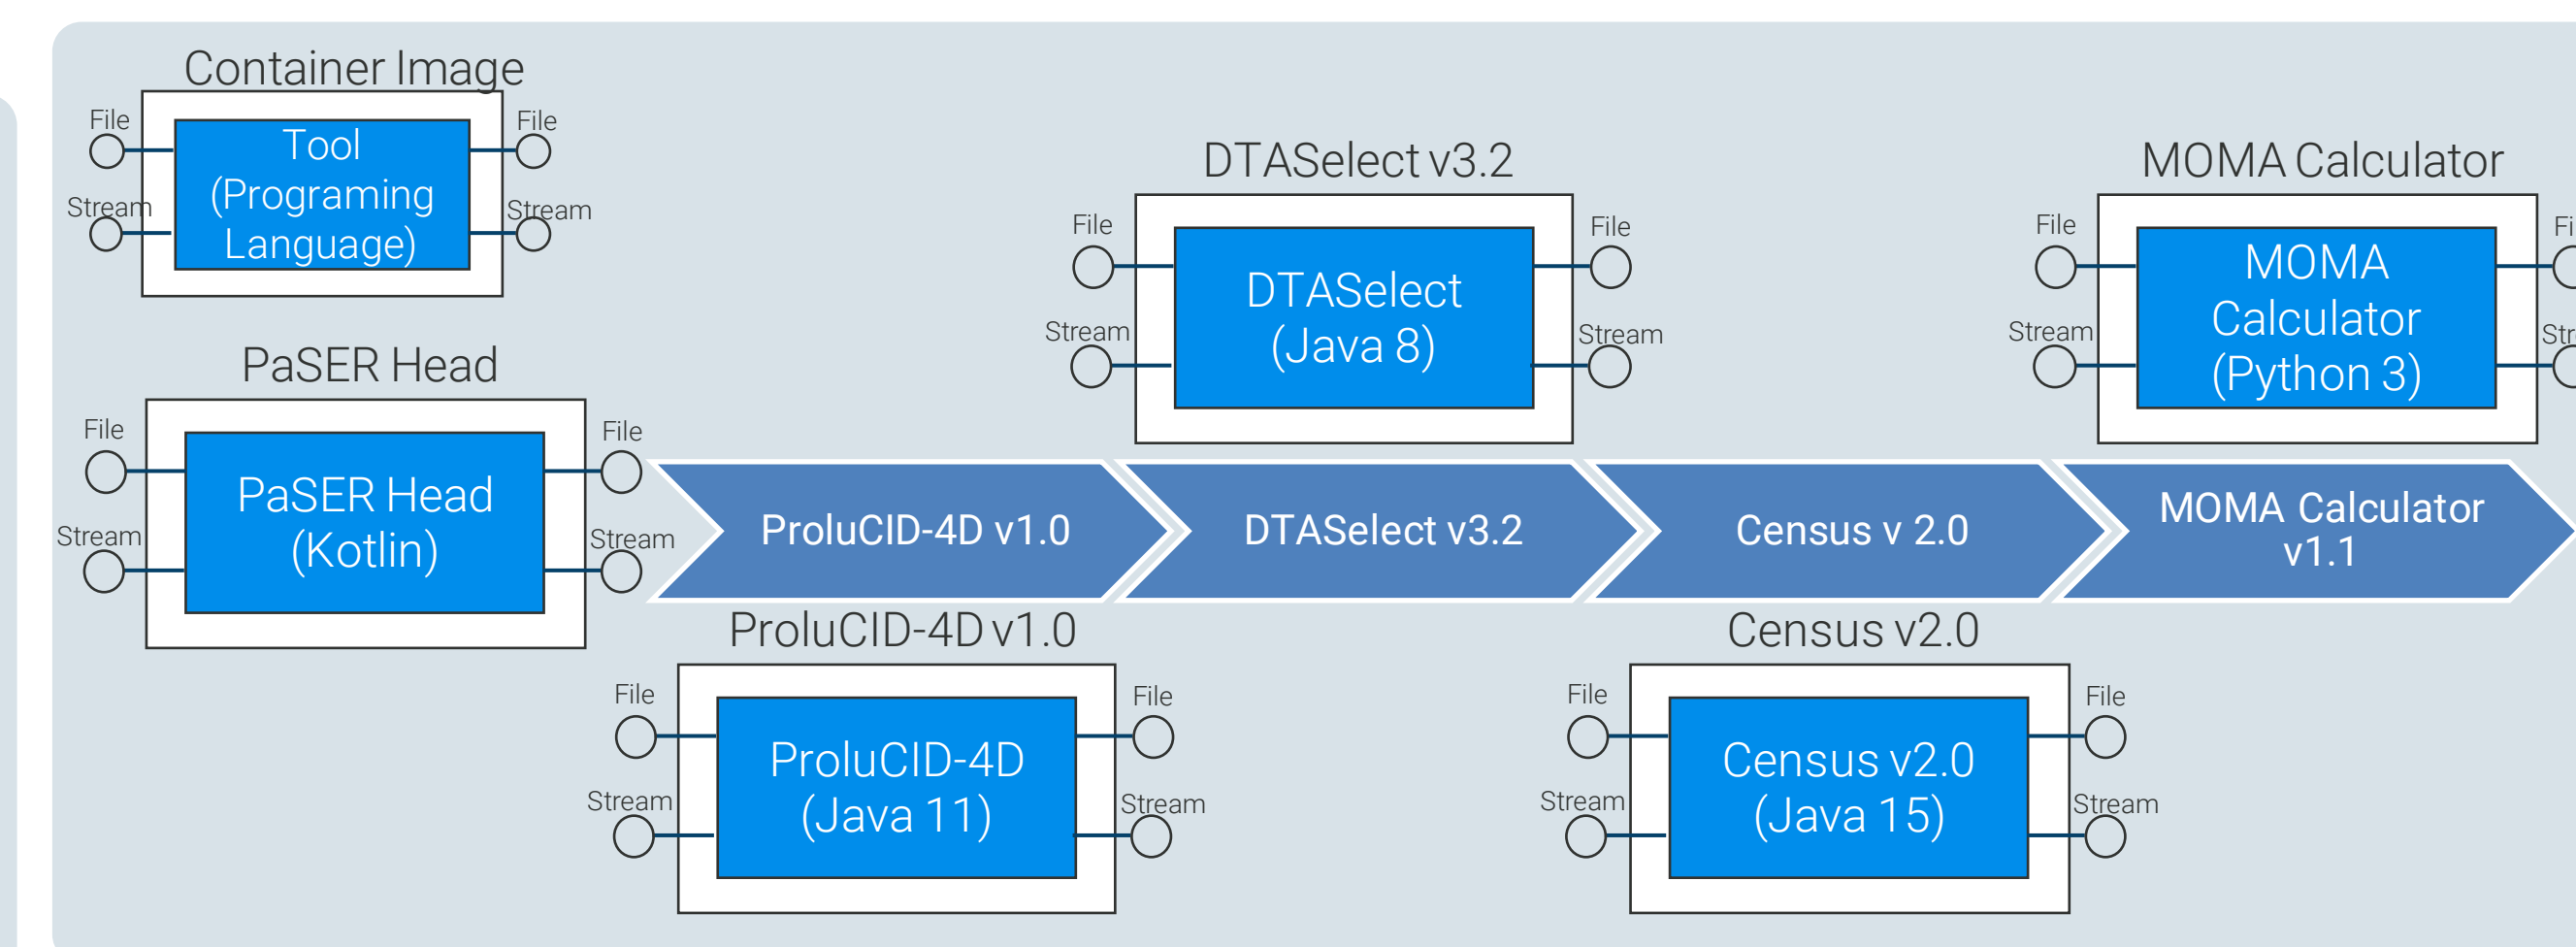 Container Image
File
File
Tool
(Programing
Language)
Stream
Stream
DTASelect v3.2
File
File
DTASelect
(Java 8)
Stream
Stream
MOMA Calculator
File
Fi
MOMA
Calculator
(Python 3)
Stream
Str
PaSER Head
File
File
PaSER Head
(Kotlin)
Stream
Stream
ProluCID-4D v1.0
DTASelect v3.2
Census v 2.0
MOMA Calculator
v1.1
ProluCID-4D v1.0
File
File
ProluCID-4D
(Java 11)
Stream
Stream
Census v2.0
File
File
Census v2.0
(Java 15)
Stream
Stream